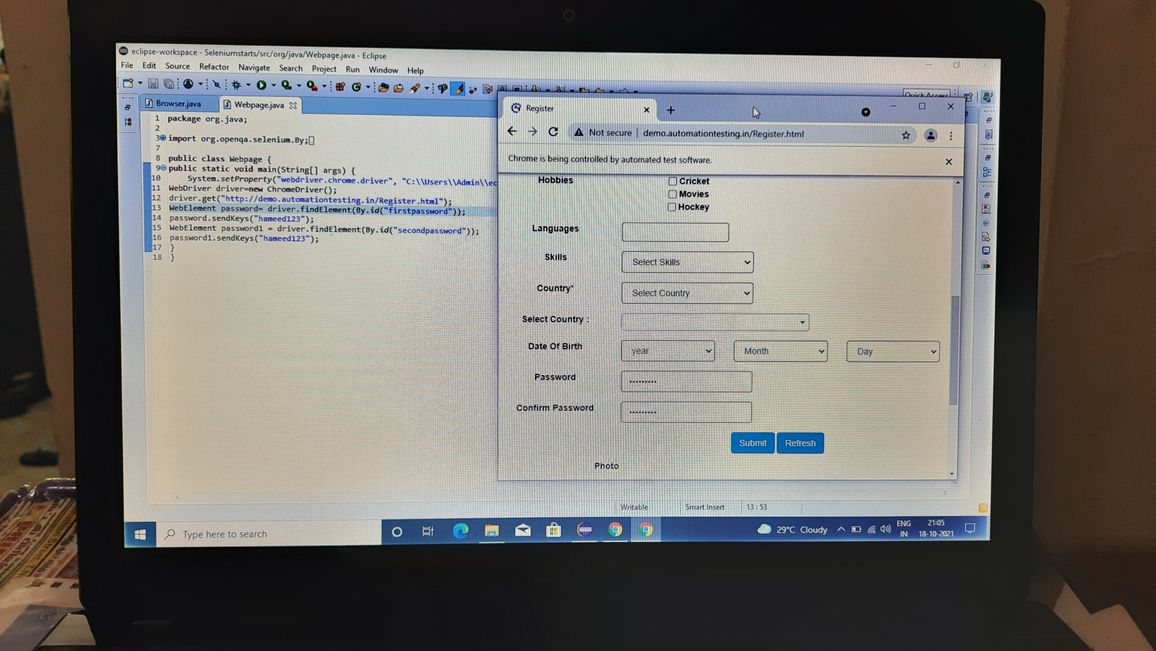 eclipse-workspace - Seleniumstarts/src/org/java/Webpage.java - Eclipse
File Edit Source Refactor Navigate Search Project Run Window Help
Quick Access
Browser.java Webpage.java
1 package org.java;
2
3 import org.openqa.selenium.By;
7
8 public class Webpage {
9 public static void main(String[] args) {
10 System.setProperty("webdriver.chrome.driver", "C:\\Users\\Admin\\ec
11 WebDriver driver=new ChromeDriver();
12 driver.get("http://demo.automationtesting.in/Register.html");
13 WebElement password= driver.findElement(By.id("firstpassword"));
14 password.sendKeys("hameed123");
15 WebElement password1 = driver.findElement(By.id("secondpassword"));
16 password1.sendKeys("hameed123");
17 }
18 }
Register
Not secure | demo.automationtesting.in/Register.html
Chrome is being controlled by automated test software.
Hobbies
Cricket
Movies
Hockey
Languages
Skills Select Skills
Country* Select Country
Select Country :
Date Of Birth year Month Day
Password •••••••••
Confirm Password •••••••••
Submit Refresh
Photo
Writable Smart Insert 13 : 53
Type here to search
29°C Cloudy
ENG
IN
21:05
18-10-2021